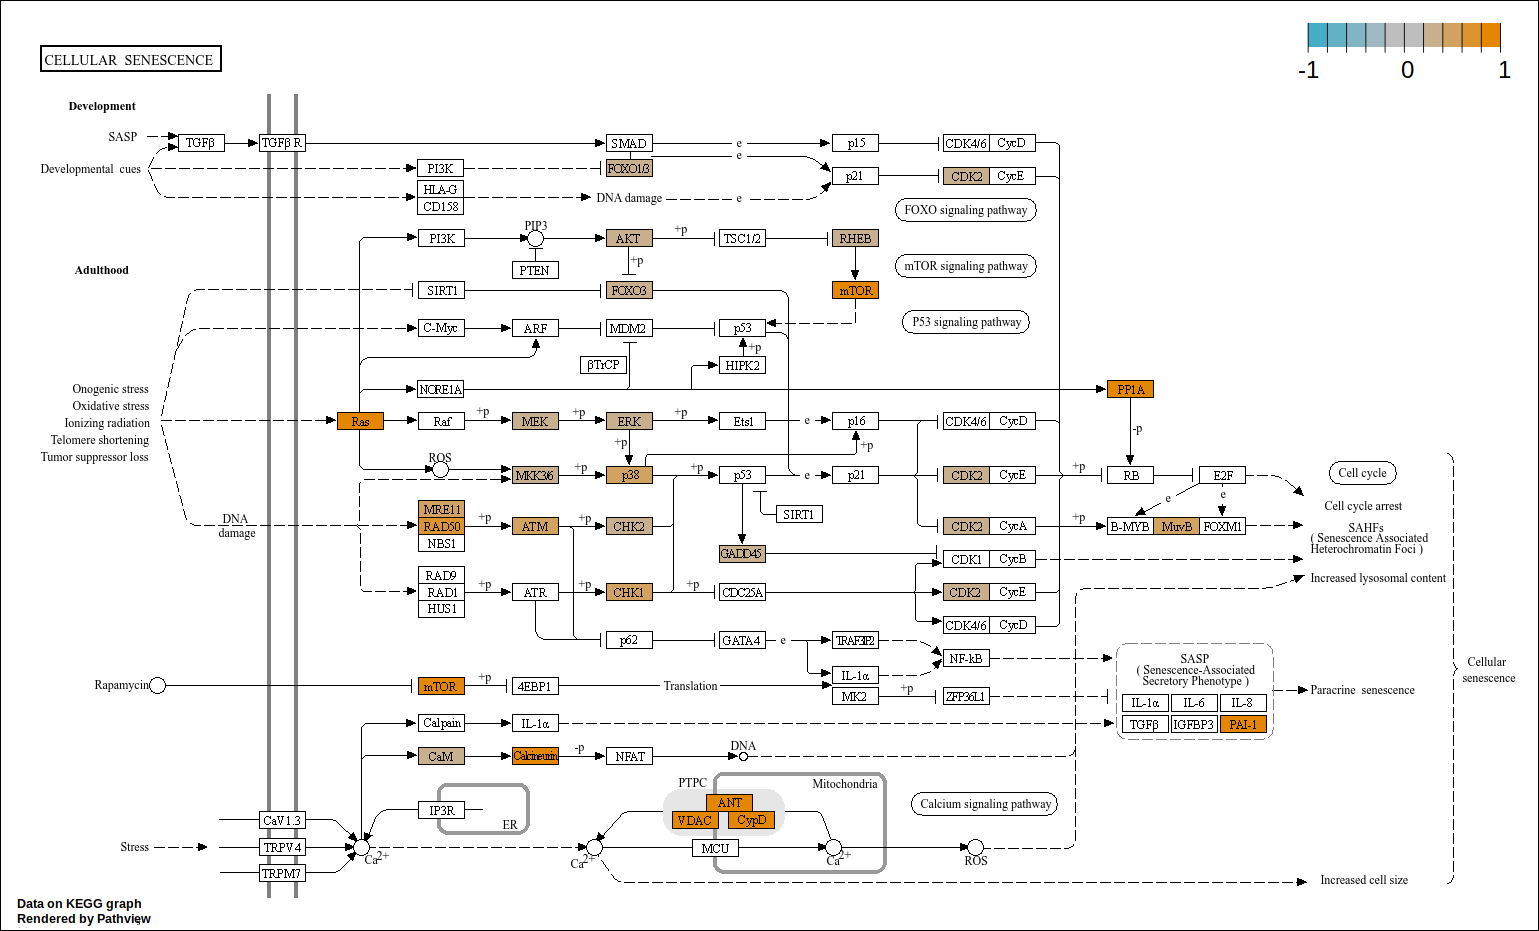 CELLULAR SENESCENCE
-1 0 1
Development
SASP
TGFβ
TGFβ R
SMAD
e
e
p15
CDK4/6 CycD
Developmental cues
PI3K
FOXO1/3
p21
CDK2 CycE
HLA-G
CD158
DNA damage
e
FOXO signaling pathway
PI3K
PIP3
AKT
+p
TSC1/2
RHEB
PTEN
+p
mTOR signaling pathway
Adulthood
SIRT1
FOXO3
mTOR
C-Myc
ARF
MDM2
p53
P53 signaling pathway
βTrCP
+p
HIPK2
NORE1A
PP1A
Onogenic stress
Oxidative stress
Ionizing radiation
Telomere shortening
Tumor suppressor loss
Ras
Raf
+p
MEK
+p
ERK
+p
Ets1
e
p16
CDK4/6 CycD
-p
+p
+p
ROS
MKK3/6
+p
p38
+p
p53
e
p21
CDK2 CycE
+p
RB
E2F
Cell cycle
e
e
Cell cycle arrest
DNA
damage
MRE11
RAD50
NBS1
+p
ATM
+p
CHK2
SIRT1
CDK2 CycA
+p
B-MYB MuvB FOXM1
SAHFs
( Senescence Associated
Heterochromatin Foci )
GADD45
CDK1 CycB
RAD9
RAD1
HUS1
+p
ATR
+p
CHK1
+p
CDC25A
CDK2 CycE
Increased lysosomal content
CDK4/6 CycD
p62
GATA4
e
TRAF3IP2
IL-1α
NF-kB
SASP
( Senescence-Associated
Secretory Phenotype )
IL-1α IL-6 IL-8
TGFβ IGFBP3 PAI-1
Paracrine senescence
Cellular
senescence
Rapamycin
mTOR
+p
4EBP1
Translation
MK2
+p
ZFP36L1
Calpain
IL-1α
CaM
Calcineurin
-p
NFAT
DNA
PTPC
Mitochondria
ANT
VDAC
CypD
MCU
Calcium signaling pathway
IP3R
ER
CaV1.3
Stress
TRPV4
TRPM7
Ca2+
Ca2+
Ca2+
ROS
Increased cell size
Data on KEGG graph
Rendered by Pathview